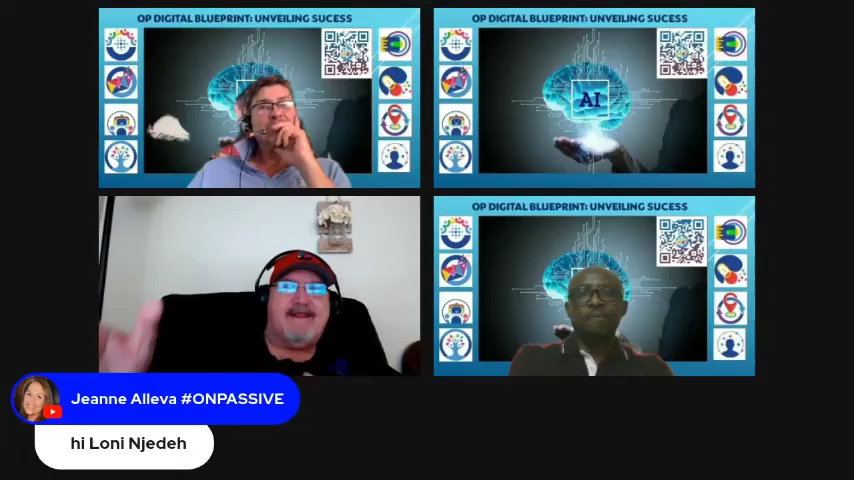 OP DIGITAL BLUEPRINT: UNVEILING SUCESS
OP DIGITAL BLUEPRINT: UNVEILING SUCESS
AI
OP DIGITAL BLUEPRINT: UNVEILING SUCESS
Jeanne Alleva #ONPASSIVE
hi Loni Njedeh